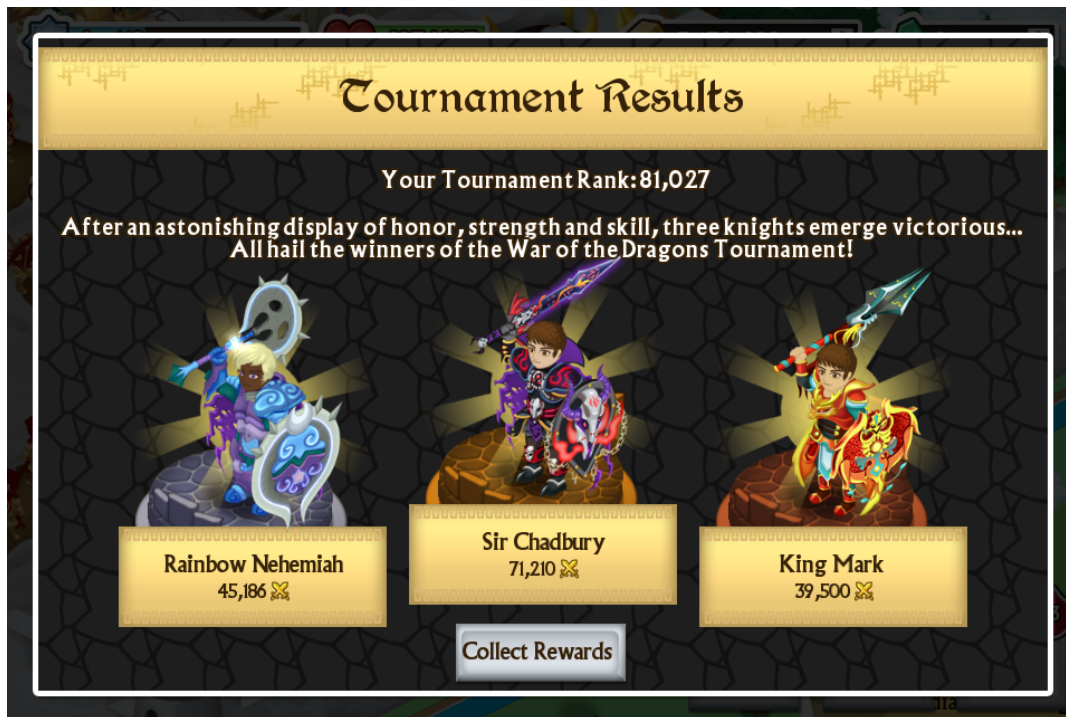 Tournament Results
Your Tournament Rank:81,027
After an astonishing display of honor, strength and skill, three knights emerge victorious...
All hail the winners of the War of the Dragons Tournament!
Rainbow Nehemiah
45,186
Sir Chadbury
71,210
King Mark
39,500
Collect Rewards